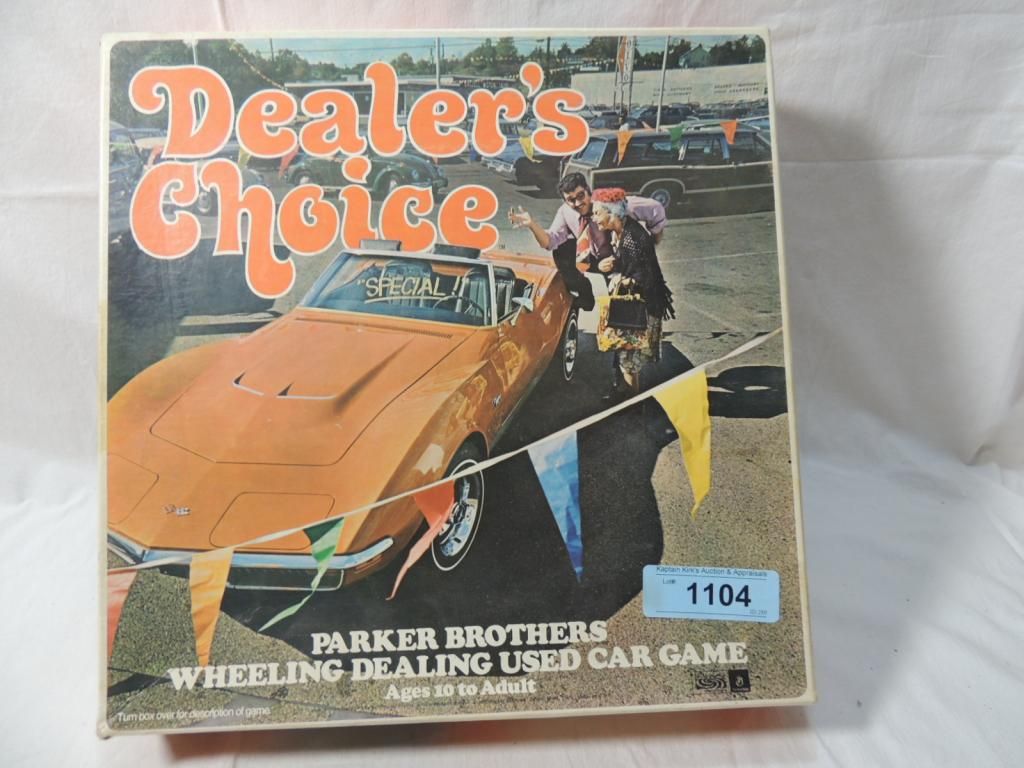 Dealer's
Choice
"SPECIAL!"
Kaptain Kirk's Auction & Appraisals
Lot#
1104
PARKER BROTHERS
WHEELING DEALING USED CAR GAME
Ages 10 to Adult
Turn box over for description of game.